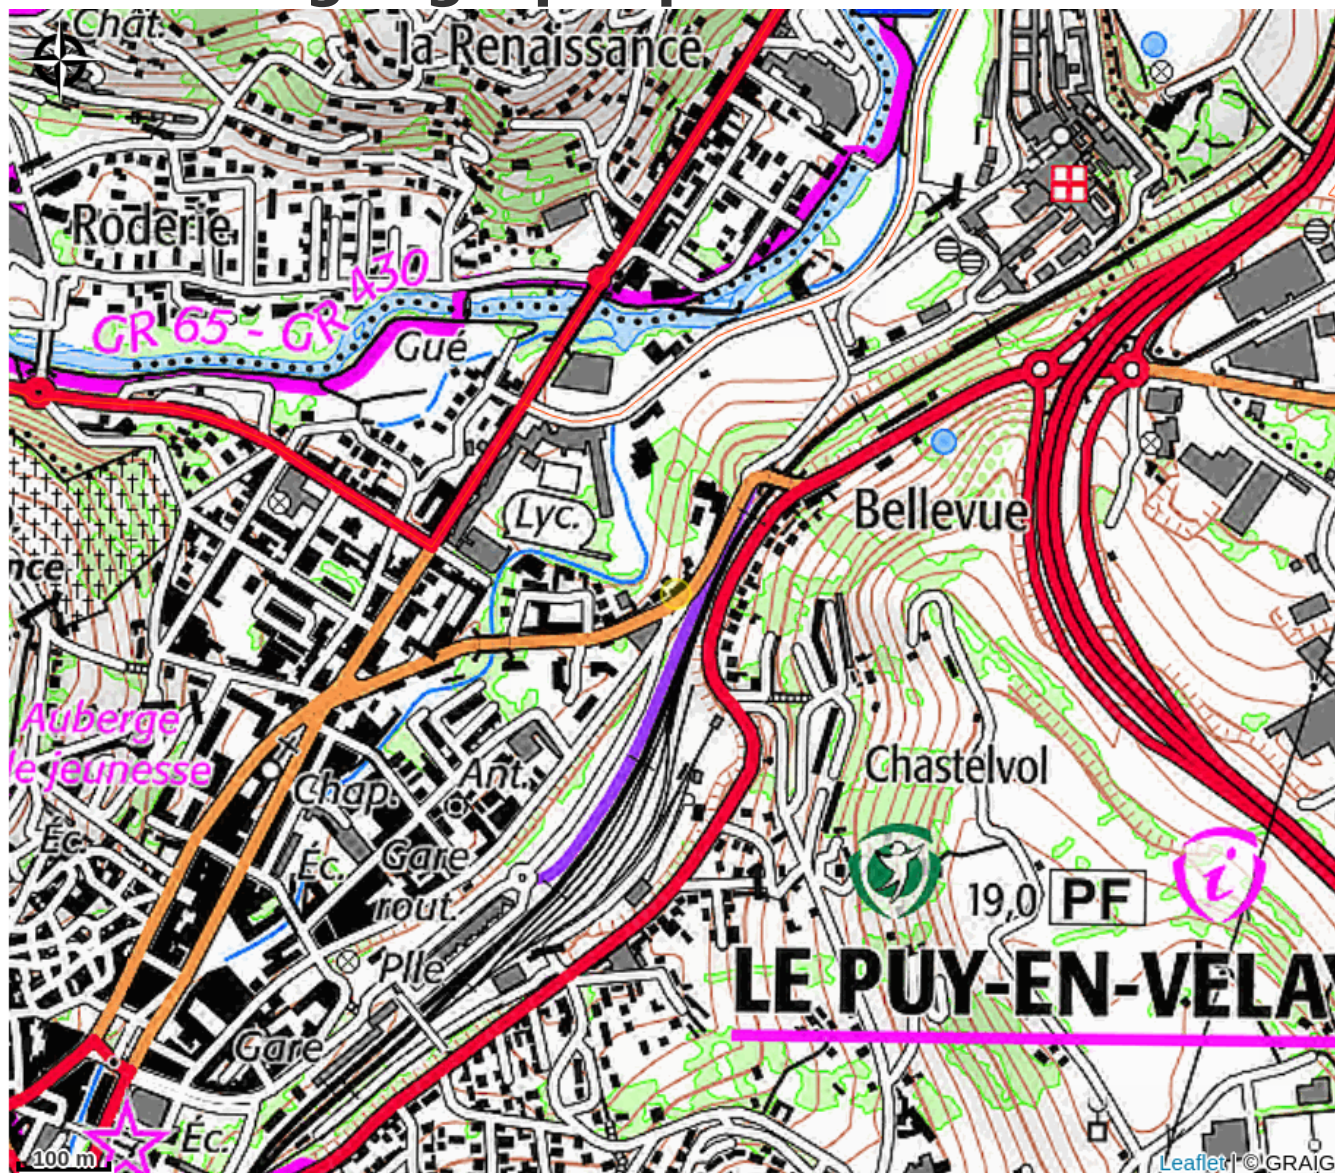 Chât.
la Renaissance
Roderie
GR 65 - GR 430
Gué
Lyc.
Bellevue
nce
Auberge
le jeunesse
Chap.
Ant.
Chastelvol
Éc.
Éc.
Gare
rout.
19,0 PF
i
Plle
LE PUY-EN-VELA
Gare
Éc.
100 m
Leaflet | © GRAIG